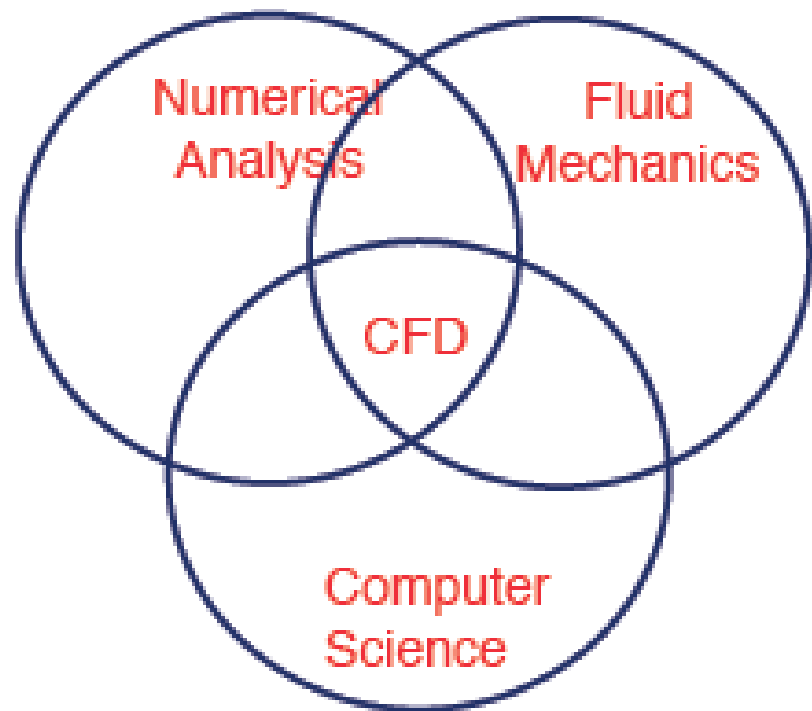 Numerical
Analysis
Fluid
Mechanics
CFD
Computer
Science